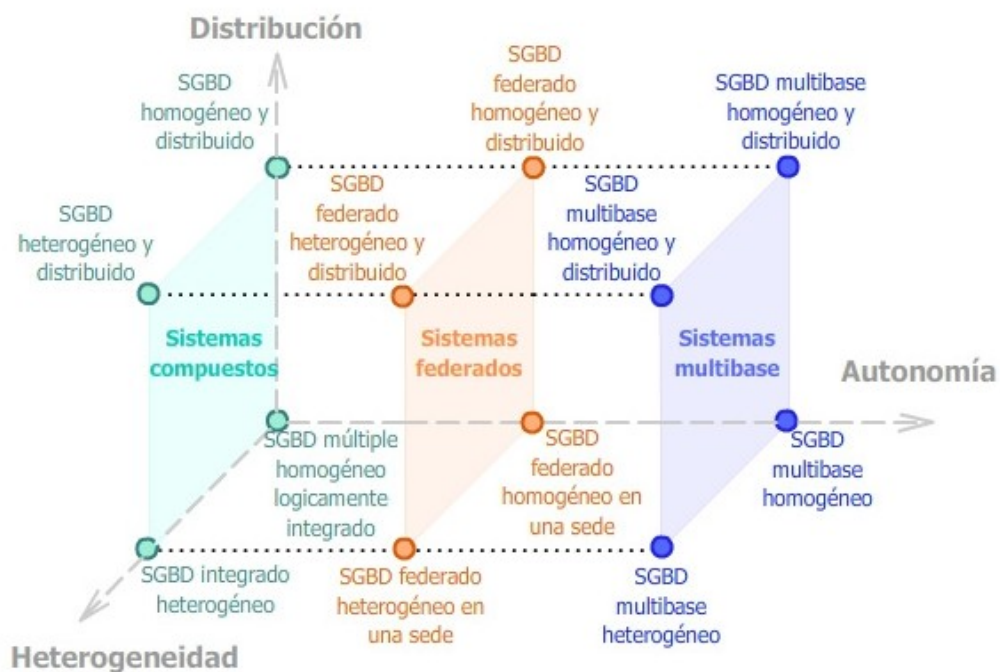 Distribución
SGBD
homogéneo y
distribuido
SGBD
federado
homogéneo y
distribuido
SGBD multibase
homogéneo y
distribuido
SGBD
heterogéneo y
distribuido
SGBD
federado
heterogéneo y
distribuido
SGBD
multibase
homogéneo y
distribuido
Sistemas
compuestos
Sistemas
federados
Sistemas
multibase
Autonomía
SGBD múltiple
homogéneo
logicamente
integrado
SGBD
federado
homogéneo en
una sede
SGBD
multibase
homogéneo
SGBD integrado
heterogéneo
SGBD federado
heterogéneo en
una sede
SGBD
multibase
heterogéneo
Heterogeneidad